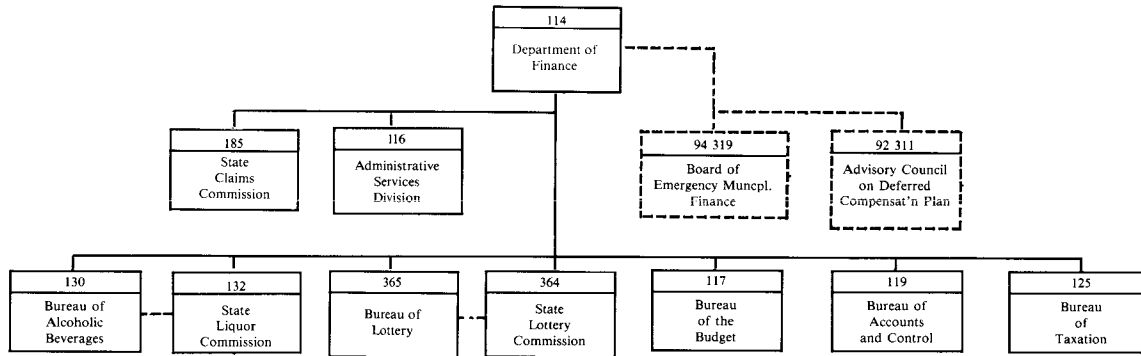 114
Department of
Finance
185
State
Claims
Commission
116
Administrative
Services
Division
94 319
Board of
Emergency Muncpl.
Finance
92 311
Advisory Council
on Deferred
Compensat'n Plan
130
Bureau of
Alcoholic
Beverages
132
State
Liquor
Commission
365
Bureau of
Lottery
364
State
Lottery
Commission
117
Bureau
of the
Budget
119
Bureau of
Accounts
and Control
125
Bureau
of
Taxation